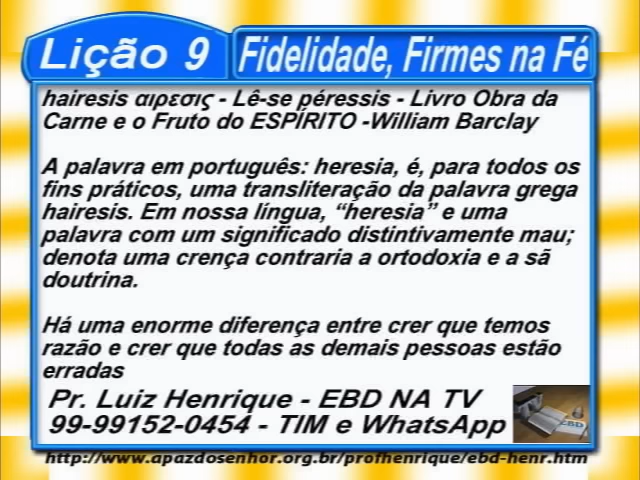 Lição 9
Fidelidade, Firmes na Fé
hairesis αιρεσις - Lê-se péressis - Livro Obra da
Carne e o Fruto do ESPÍRITO -William Barclay
A palavra em português: heresia, é, para todos os
fins práticos, uma transliteração da palavra grega
hairesis. Em nossa língua, “heresia” e uma
palavra com um significado distintivamente mau;
denota uma crença contraria a ortodoxia e a sã
doutrina.
Há uma enorme diferença entre crer que temos
razão e crer que todas as demais pessoas estão
erradas
Pr. Luiz Henrique - EBD NA TV
99-99152-0454 - TIM e WhatsApp
EBD
http://www.apazdosenhor.org.br/profhenrique/ebd-henr.htm